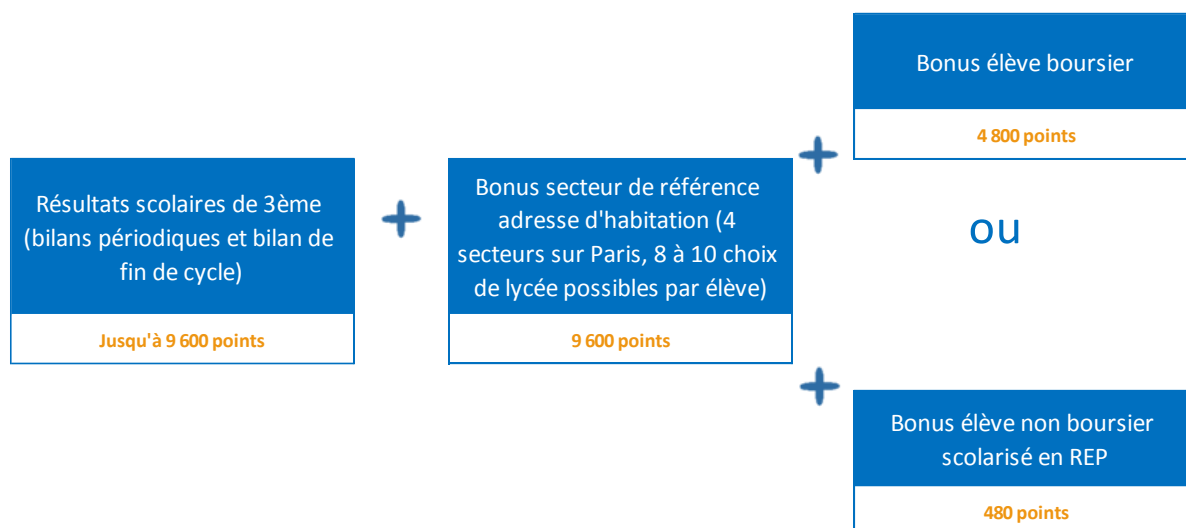 Résultats scolaires de 3ème
(bilans périodiques et bilan de
fin de cycle)
Jusqu'à 9 600 points
Bonus secteur de référence
adresse d'habitation (4
secteurs sur Paris, 8 à 10 choix
de lycée possibles par élève)
9 600 points
Bonus élève boursier
4 800 points
ou
Bonus élève non boursier
scolarisé en REP
480 points